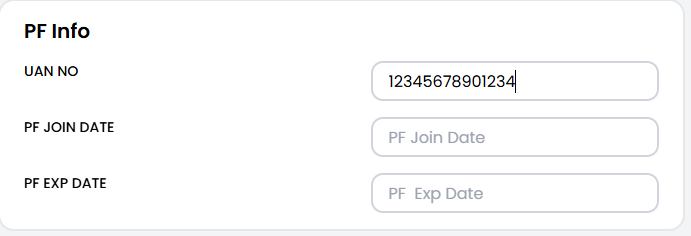 PF Info
UAN NO
12345678901234
PF JOIN DATE
PF Join Date
PF EXP DATE
PF  Exp Date